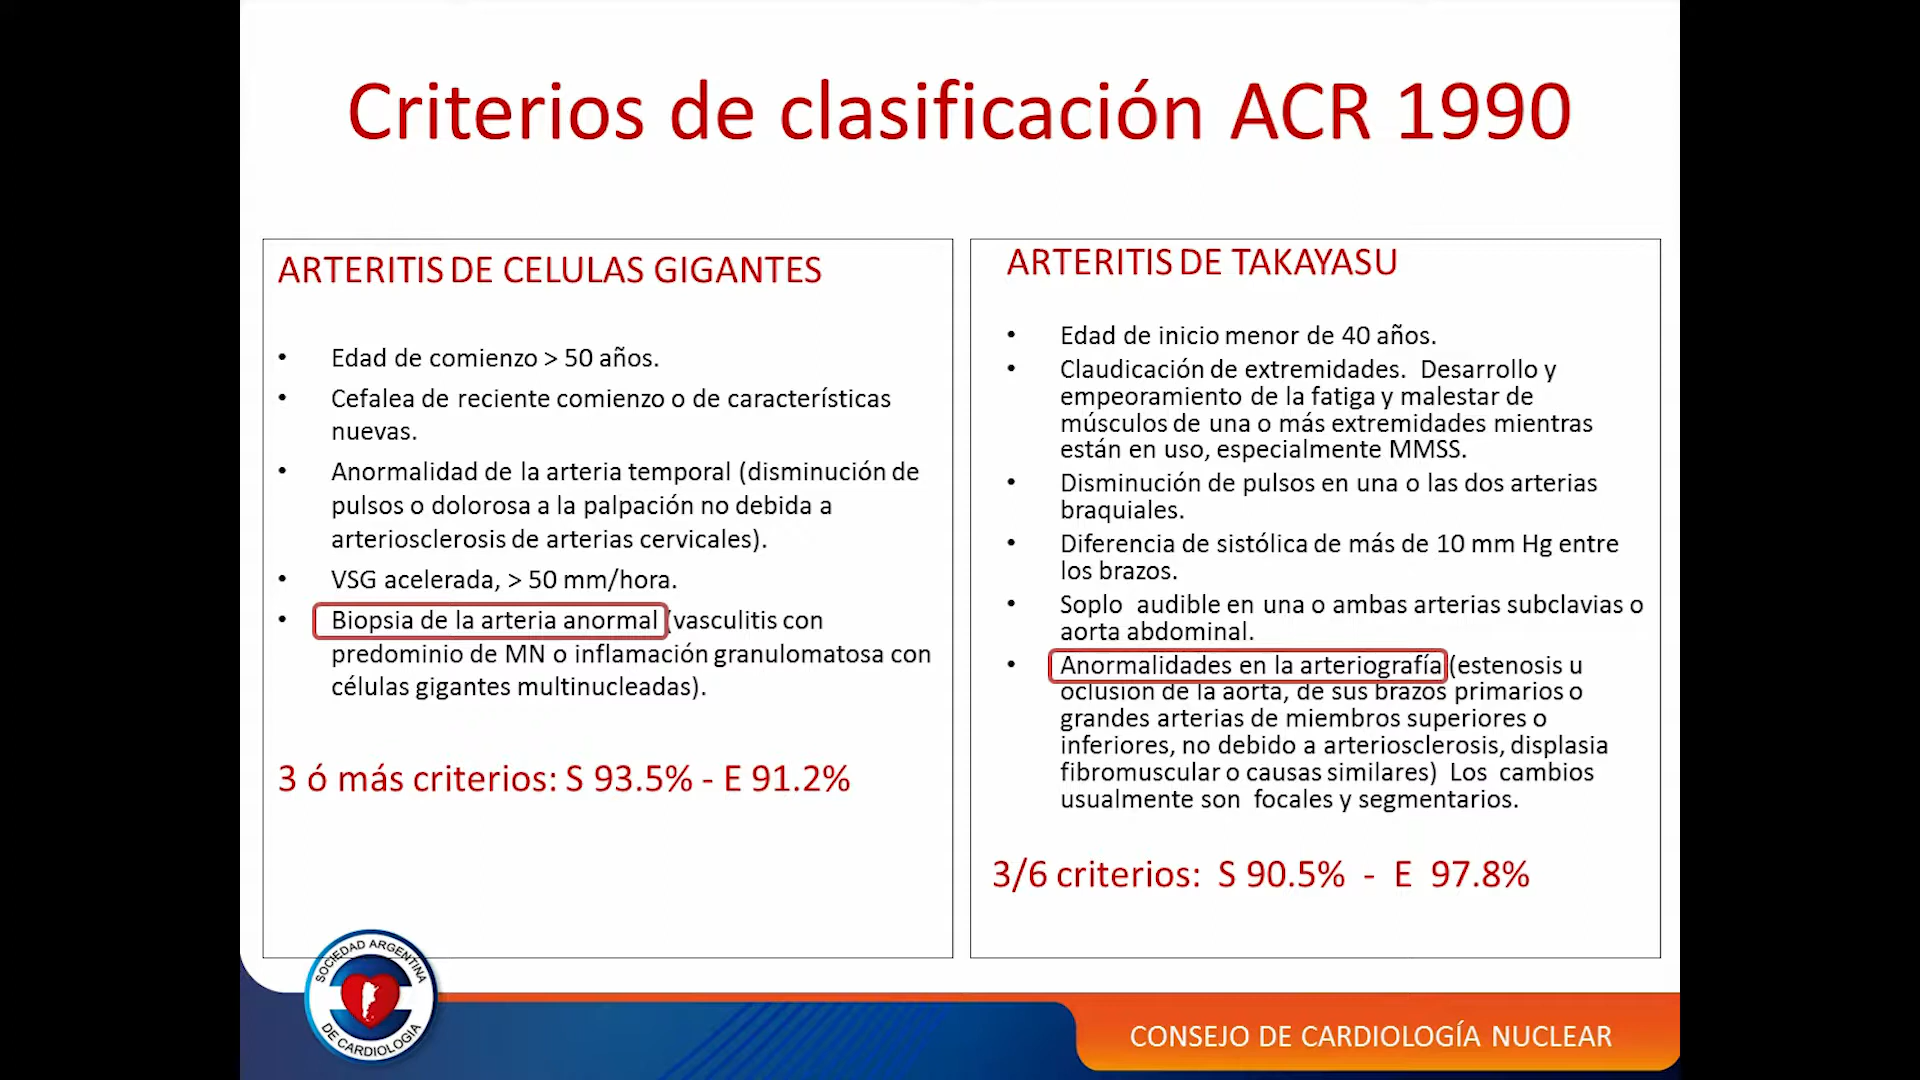 Criterios de clasificación ACR 1990
ARTERITIS DE CELULAS GIGANTES
• Edad de comienzo > 50 años.
• Cefalea de reciente comienzo o de características
nuevas.
• Anormalidad de la arteria temporal (disminución de
pulsos o dolorosa a la palpación no debida a
arteriosclerosis de arterias cervicales).
• VSG acelerada, > 50 mm/hora.
• Biopsia de la arteria anormal (vasculitis con
predominio de MN o inflamación granulomatosa con
células gigantes multinucleadas).
3 ó más criterios: S 93.5% - E 91.2%
ARTERITIS DE TAKAYASU
• Edad de inicio menor de 40 años.
• Claudicación de extremidades. Desarrollo y
empeoramiento de la fatiga y malestar de
músculos de una o más extremidades mientras
están en uso, especialmente MMSS.
• Disminución de pulsos en una o las dos arterias
braquiales.
• Diferencia de sistólica de más de 10 mm Hg entre
los brazos.
• Soplo audible en una o ambas arterias subclavias o
aorta abdominal.
• Anormalidades en la arteriografía (estenosis u
oclusión de la aorta, de sus brazos primarios o
grandes arterias de miembros superiores o
inferiores, no debido a arteriosclerosis, displasia
fibromuscular o causas similares) Los cambios
usualmente son focales y segmentarios.
3/6 criterios: S 90.5% - E 97.8%
SOCIEDAD ARGENTINA
DE CARDIOLOGIA
CONSEJO DE CARDIOLOGÍA NUCLEAR